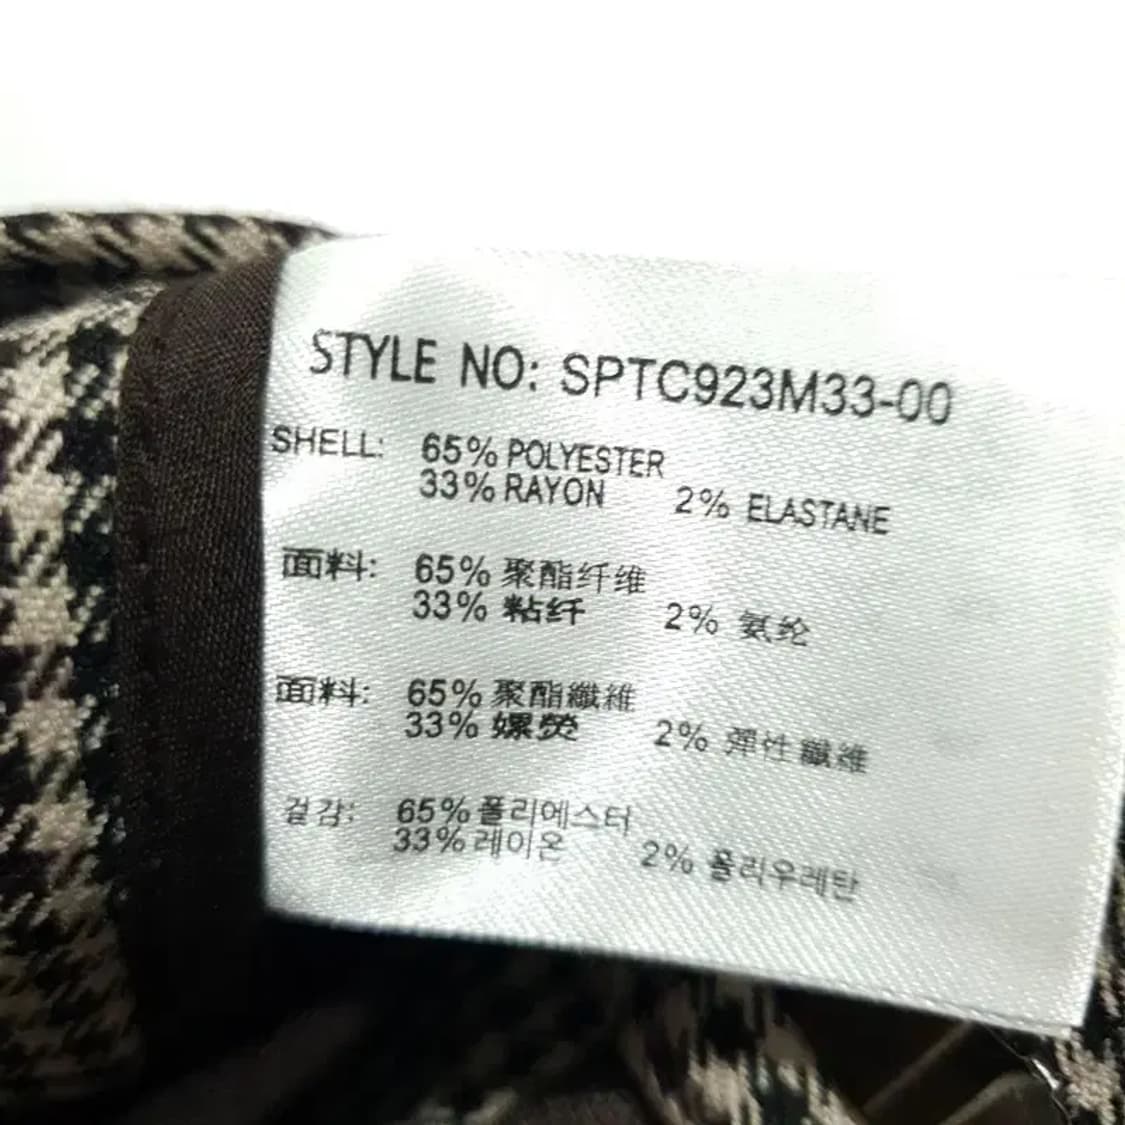 STYLE NO: SPTC923M33-00
SHELL: 65% POLYESTER
33% RAYON 2% ELASTANE
面料: 65% 聚酯纤维
33% 粘纤 2% 氨纶
面料: 65% 聚酯纖維
33% 嫘熒 2% 彈性纖維
겉감: 65% 폴리에스터
33% 레이온 2% 폴리우레탄